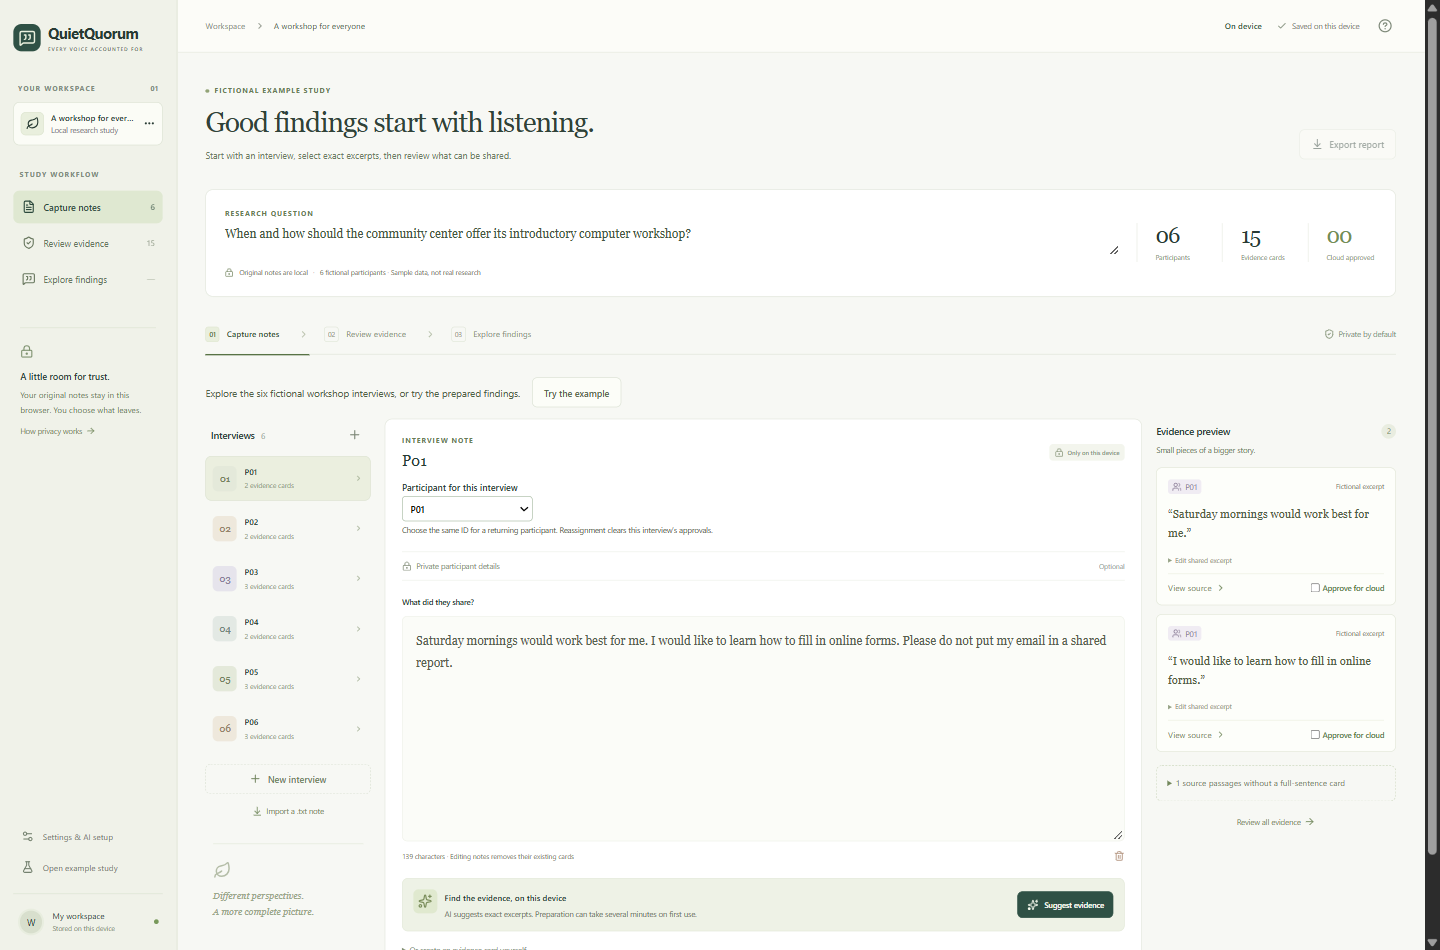 QuietQuorum
EVERY VOICE ACCOUNTED FOR
YOUR WORKSPACE 01
A workshop for ever...
Local research study
STUDY WORKFLOW
Capture notes 6
Review evidence 15
Explore findings —
A little room for trust.
Your original notes stay in this
browser. You choose what leaves.
How privacy works
Settings & AI setup
Open example study
W
My workspace
Stored on this device
Workspace > A workshop for everyone
On device
Saved on this device
FICTIONAL EXAMPLE STUDY
Good findings start with listening.
Start with an interview, select exact excerpts, then review what can be shared.
Export report
RESEARCH QUESTION
When and how should the community center offer its introductory computer workshop?
Original notes are local · 6 fictional participants · Sample data, not real research
06
Participants
15
Evidence cards
00
Cloud approved
01 Capture notes
02 Review evidence
03 Explore findings
Private by default
Explore the six fictional workshop interviews, or try the prepared findings.
Try the example
Interviews 6
01
P01
2 evidence cards
02
P02
2 evidence cards
03
P03
3 evidence cards
04
P04
2 evidence cards
05
P05
3 evidence cards
06
P06
3 evidence cards
New interview
Import a .txt note
Different perspectives.
A more complete picture.
INTERVIEW NOTE
P01
Only on this device
Participant for this interview
P01
Choose the same ID for a returning participant. Reassignment clears this interview's approvals.
Private participant details
Optional
What did they share?
Saturday mornings would work best for me. I would like to learn how to fill in online forms. Please do not put my email in a shared
report.
139 characters · Editing notes removes their existing cards
Find the evidence, on this device
AI suggests exact excerpts. Preparation can take several minutes on first use.
Suggest evidence
Or create an evidence card yourself
Evidence preview 2
Small pieces of a bigger story.
P01
Fictional excerpt
“Saturday mornings would work best for
me.”
Edit shared excerpt
View source
Approve for cloud
P01
Fictional excerpt
“I would like to learn how to fill in online
forms.”
Edit shared excerpt
View source
Approve for cloud
1 source passages without a full-sentence card
Review all evidence